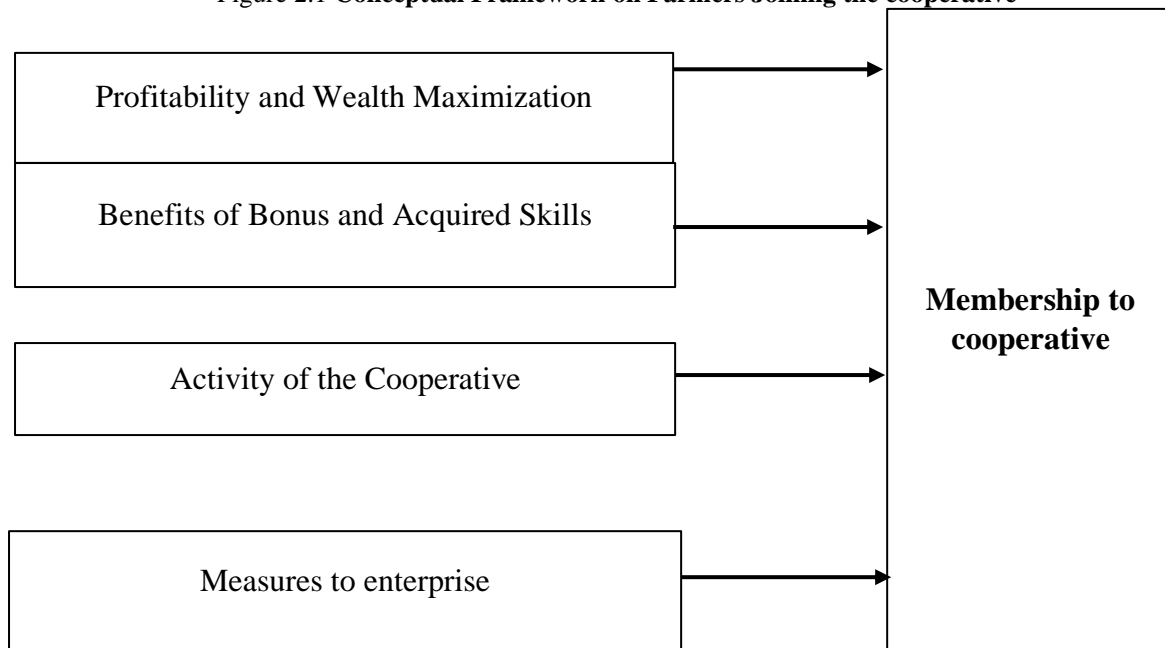 Figure 2.1 Conceptual Framework on Farmers Joining the cooperative
Profitability and Wealth Maximization
Benefits of Bonus and Acquired Skills
Activity of the Cooperative
Measures to enterprise
Membership to
cooperative